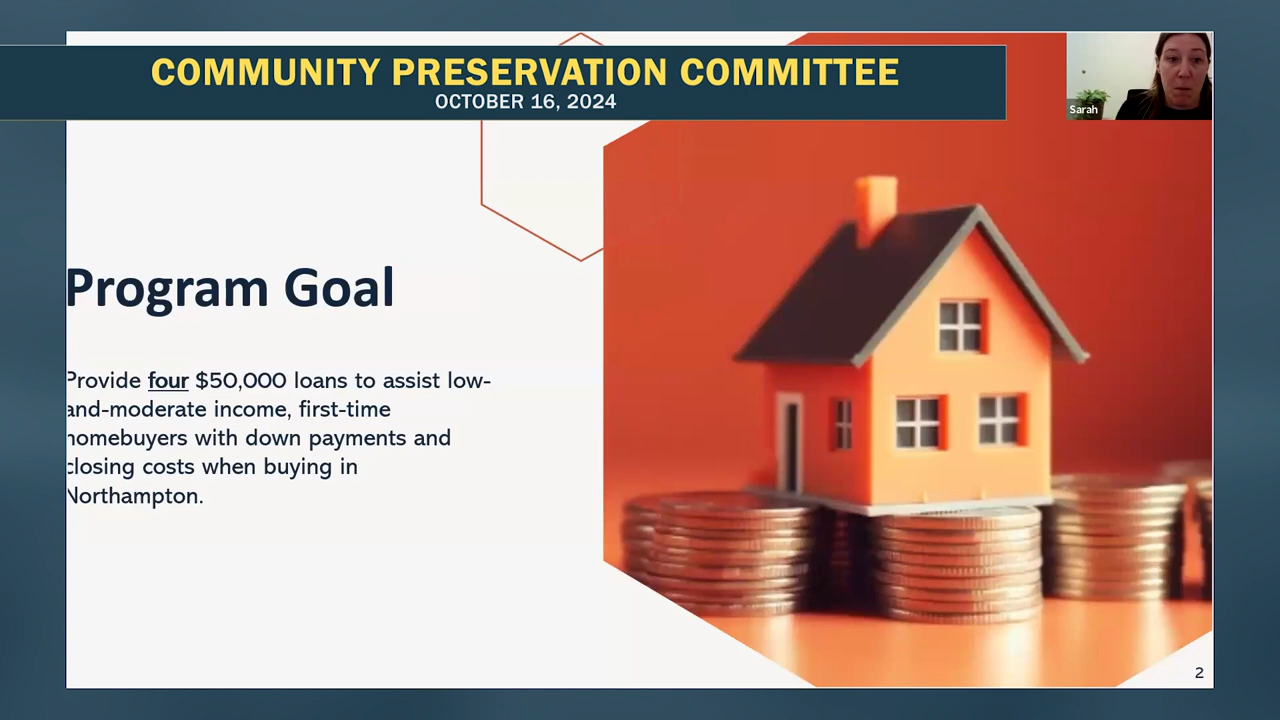 COMMUNITY PRESERVATION COMMITTEE
OCTOBER 16, 2024
Sarah
Program Goal
Provide four $50,000 loans to assist low-
and-moderate income, first-time
homebuyers with down payments and
closing costs when buying in
Northampton.
2